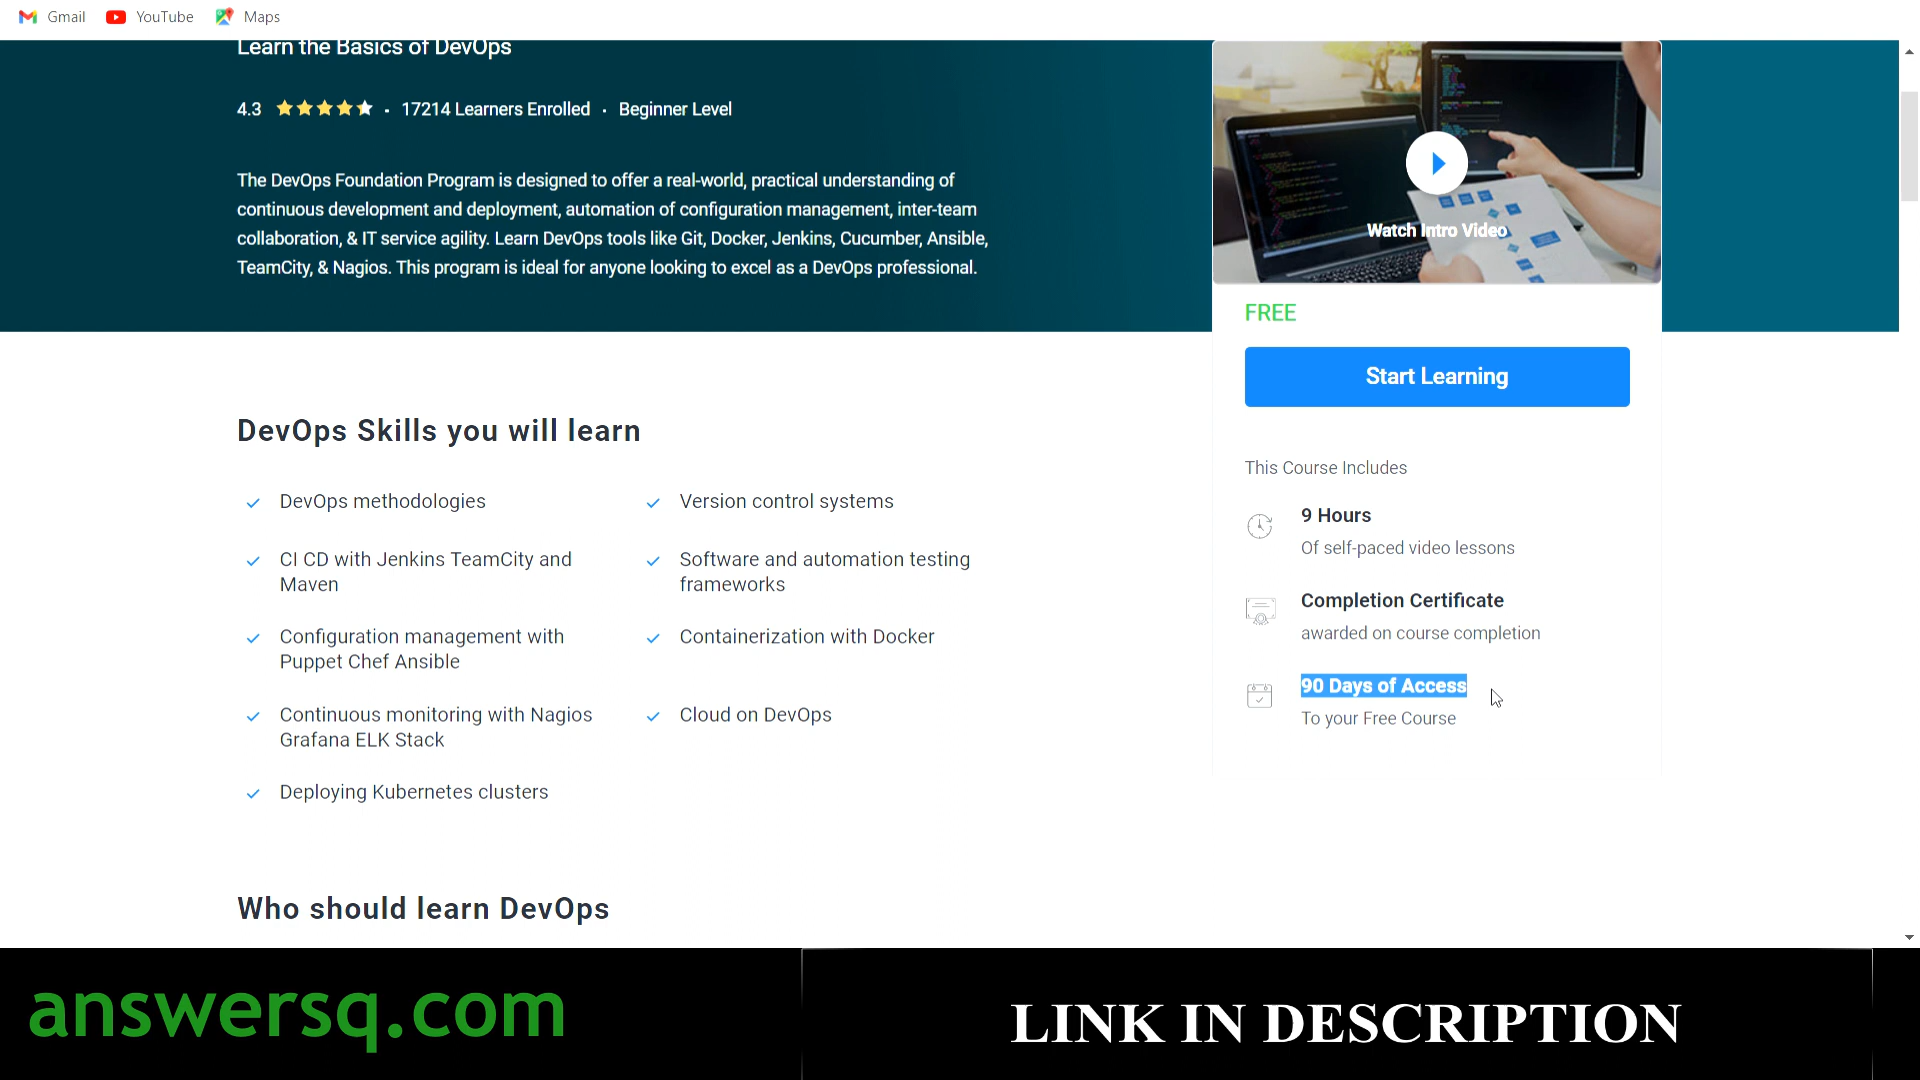 Gmail YouTube Maps
Learn the Basics of DevOps
4.3 · 17214 Learners Enrolled · Beginner Level
The DevOps Foundation Program is designed to offer a real-world, practical understanding of
continuous development and deployment, automation of configuration management, inter-team
collaboration, & IT service agility. Learn DevOps tools like Git, Docker, Jenkins, Cucumber, Ansible,
TeamCity, & Nagios. This program is ideal for anyone looking to excel as a DevOps professional.
Watch Intro Video
FREE
Start Learning
This Course Includes
9 Hours
Of self-paced video lessons
Completion Certificate
awarded on course completion
90 Days of Access
To your Free Course
DevOps Skills you will learn
DevOps methodologies
Version control systems
CI CD with Jenkins TeamCity and
Maven
Software and automation testing
frameworks
Configuration management with
Puppet Chef Ansible
Containerization with Docker
Continuous monitoring with Nagios
Grafana ELK Stack
Cloud on DevOps
Deploying Kubernetes clusters
Who should learn DevOps
answersq.com
LINK IN DESCRIPTION